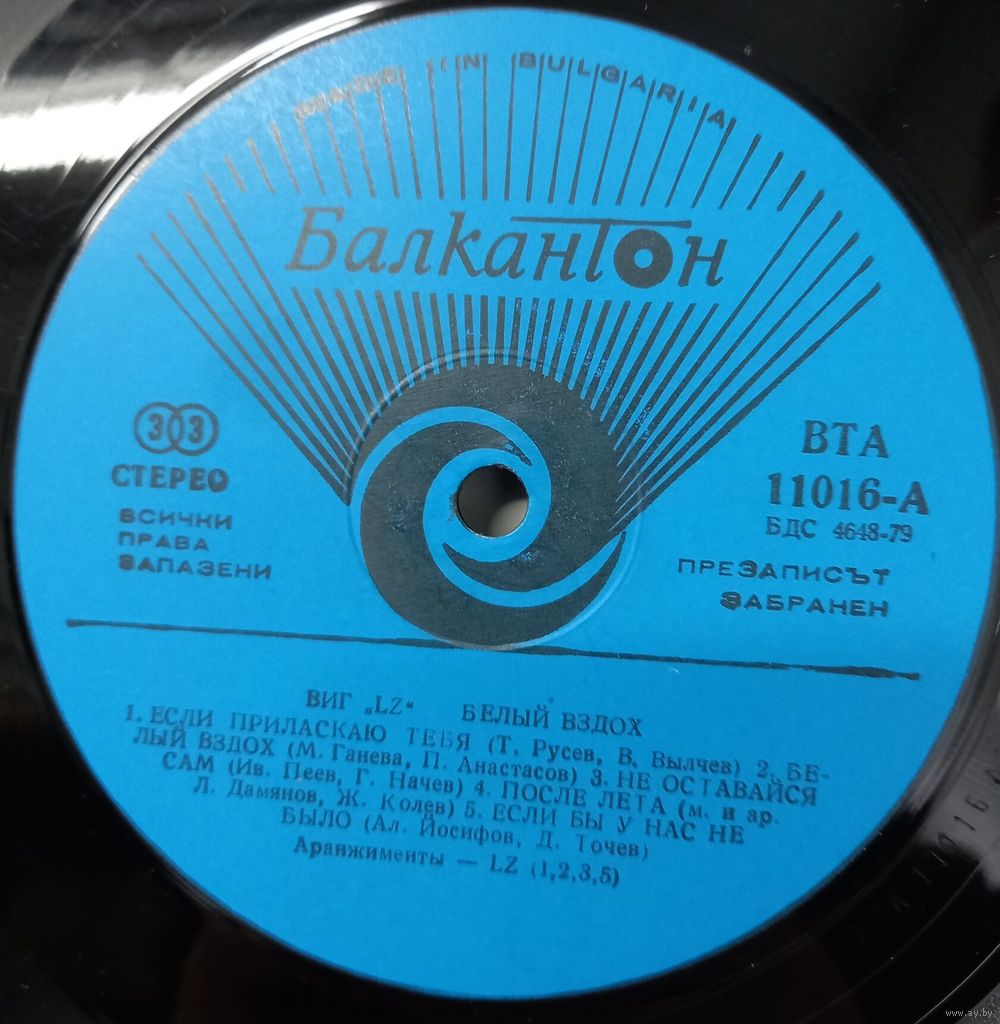 MADE IN BULGARIA
Балкантон
33
СТЕРЕО
ВСИЧКИ
ПРАВА
ЗАПАЗЕНИ
ВТА
11016-А
БДС 4648-79
ПРЕЗАПИСЪТ
ЗАБРАНЕН
ВИГ „LZ“ БЕЛЫЙ ВЗДОХ
1. ЕСЛИ ПРИЛАСКАЮ ТЕБЯ (Т. Русев, В. Вылчев) 2. БЕ-
ЛЫЙ ВЗДОХ (М. Ганева, П. Анастасов) 3. НЕ ОСТАВАЙСЯ
САМ (Ив. Пеев, Г. Начев) 4. ПОСЛЕ ЛЕТА (м. и ар.
Л. Дамянов, Ж. Колев) 5. ЕСЛИ БЫ У НАС НЕ
БЫЛО (Ал. Йосифов, Д. Точев)
Аранжименты — LZ (1,2,3,5)
www.ay.by